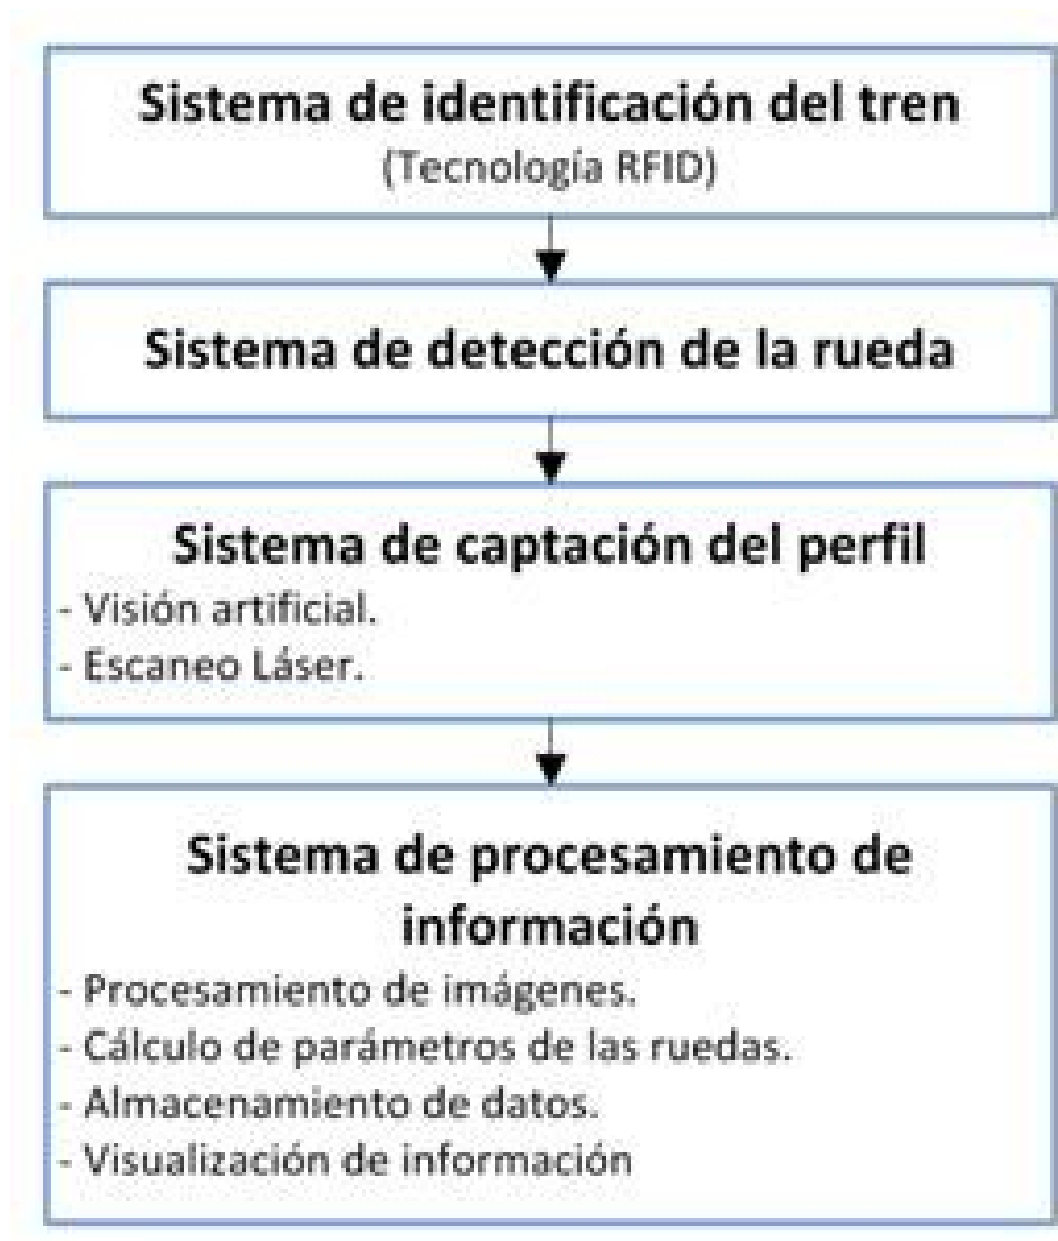 Sistema de identificación del tren
(Tecnología RFID)
Sistema de detección de la rueda
Sistema de captación del perfil
- Visión artificial.
- Escaneo Láser.
Sistema de procesamiento de
información
- Procesamiento de imágenes.
- Cálculo de parámetros de las ruedas.
- Almacenamiento de datos.
- Visualización de información